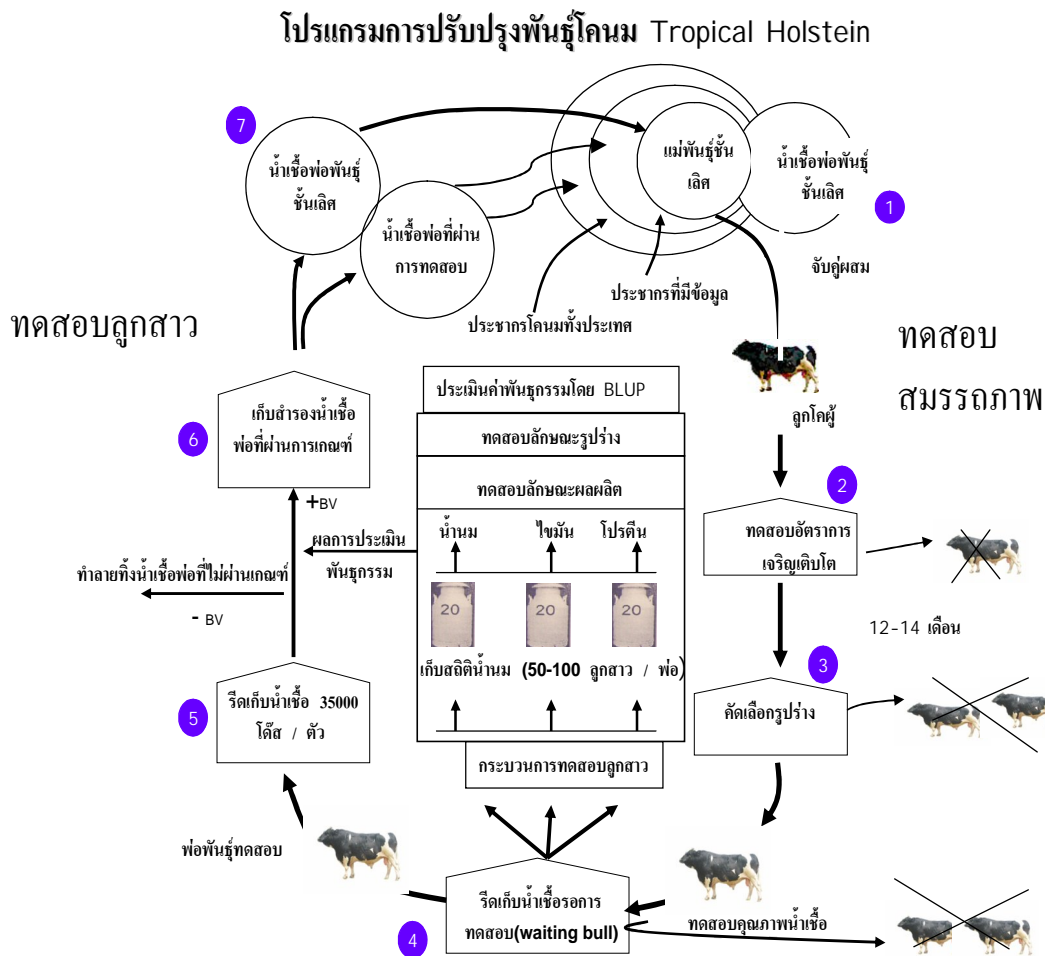 โปรแกรมการปรับปรุงพันธุ์โคนม Tropical Holstein
7
น้ำเชื้อพ่อพันธุ์
ชั้นเลิศ
น้ำเชื้อพ่อที่ผ่าน
การทดสอบ
แม่พันธุ์ชั้น
เลิศ
น้ำเชื้อพ่อพันธุ์
ชั้นเลิศ
1
จับคู่ผสม
ประชากรที่มีข้อมูล
ประชากรโคนมทั้งประเทศ
ทดสอบลูกสาว
ทดสอบ
สมรรถภาพ
ลูกโคผู้
6
เก็บสำรองน้ำเชื้อ
พ่อที่ผ่านการเกณฑ์
ประเมินค่าพันธุกรรมโดย BLUP
ทดสอบลักษณะรูปร่าง
ทดสอบลักษณะผลผลิต
น้ำนม ไขมัน โปรตีน
20 20 20
เก็บสถิติน้ำนม (50-100 ลูกสาว / พ่อ)
กระบวนการทดสอบลูกสาว
2
ทดสอบอัตราการ
เจริญเติบโต
12-14 เดือน
+BV
ผลการประเมิน
พันธุกรรม
ทำลายทิ้งน้ำเชื้อพ่อที่ไม่ผ่านเกณฑ์
- BV
3
คัดเลือกรูปร่าง
5
รีดเก็บน้ำเชื้อ 35000
โด๊ส / ตัว
พ่อพันธุ์ทดสอบ
4
รีดเก็บน้ำเชื้อรอการ
ทดสอบ(waiting bull)
ทดสอบคุณภาพน้ำเชื้อ